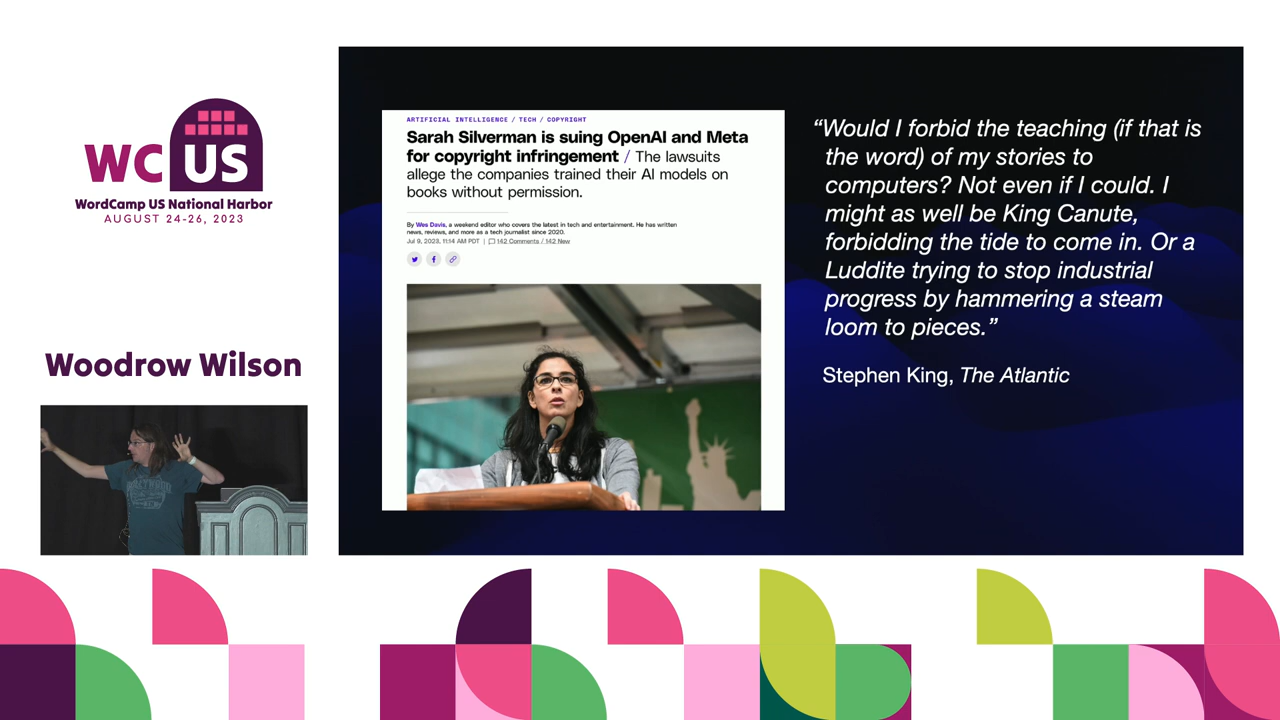 WC US
WordCamp US National Harbor
AUGUST 24-26, 2023
Woodrow Wilson
ARTIFICIAL INTELLIGENCE / TECH / COPYRIGHT
Sarah Silverman is suing OpenAI and Meta
for copyright infringement / The lawsuits
allege the companies trained their AI models on
books without permission.
By Wes Davis, a weekend editor who covers the latest in tech and entertainment. He has written
news, reviews, and more as a tech journalist since 2020.
Jul 9, 2023, 11:14 AM PDT | 142 Comments / 142 New
“Would I forbid the teaching (if that is
the word) of my stories to
computers? Not even if I could. I
might as well be King Canute,
forbidding the tide to come in. Or a
Luddite trying to stop industrial
progress by hammering a steam
loom to pieces.”
Stephen King, The Atlantic